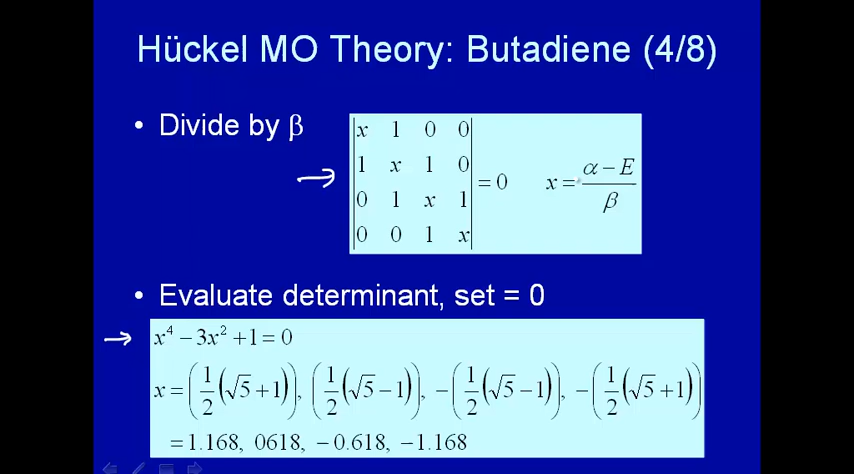 Hückel MO Theory: Butadiene (4/8)
• Divide by β
|x 1 0 0|
|1 x 1 0|
|0 1 x 1|
|0 0 1 x| = 0   x = (α − E)/β
• Evaluate determinant, set = 0
x⁴ − 3x² + 1 = 0
x = (1/2(√5 + 1)), (1/2(√5 − 1)), −(1/2(√5 − 1)), −(1/2(√5 + 1))
= 1.168, 0618, − 0.618, −1.168